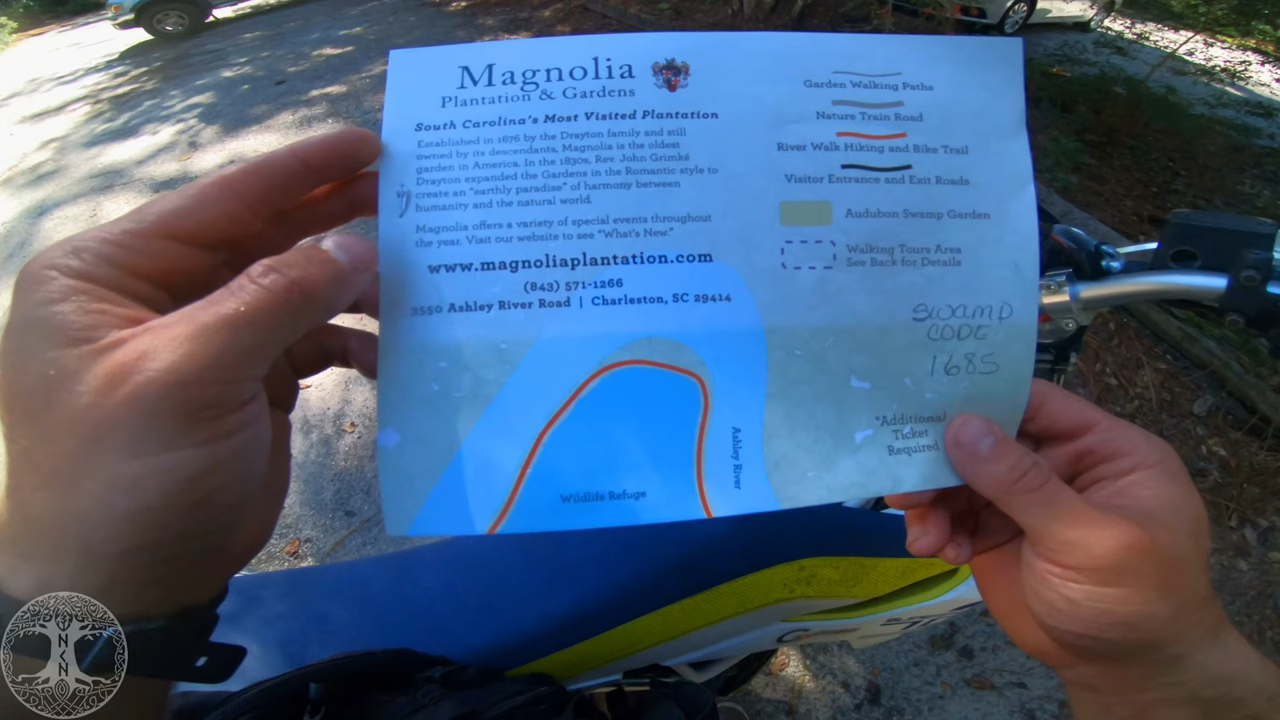 Magnolia
Plantation & Gardens
South Carolina's Most Visited Plantation
Established in 1676 by the Drayton family and still
owned by its descendants, Magnolia is the oldest
garden in America. In the 1830s, Rev. John Grimké
Drayton expanded the Gardens in the Romantic style to
create an "earthly paradise" of harmony between
humanity and the natural world.
Magnolia offers a variety of special events throughout
the year. Visit our website to see "What's New."
www.magnoliaplantation.com
(843) 571-1266
3550 Ashley River Road | Charleston, SC 29414
Garden Walking Paths
Nature Train Road
River Walk Hiking and Bike Trail
Visitor Entrance and Exit Roads
Audubon Swamp Garden
Walking Tours Area
See Back for Details
SWAMP
CODE
1685
*Additional
Ticket
Required
Ashley River
Wildlife Refuge